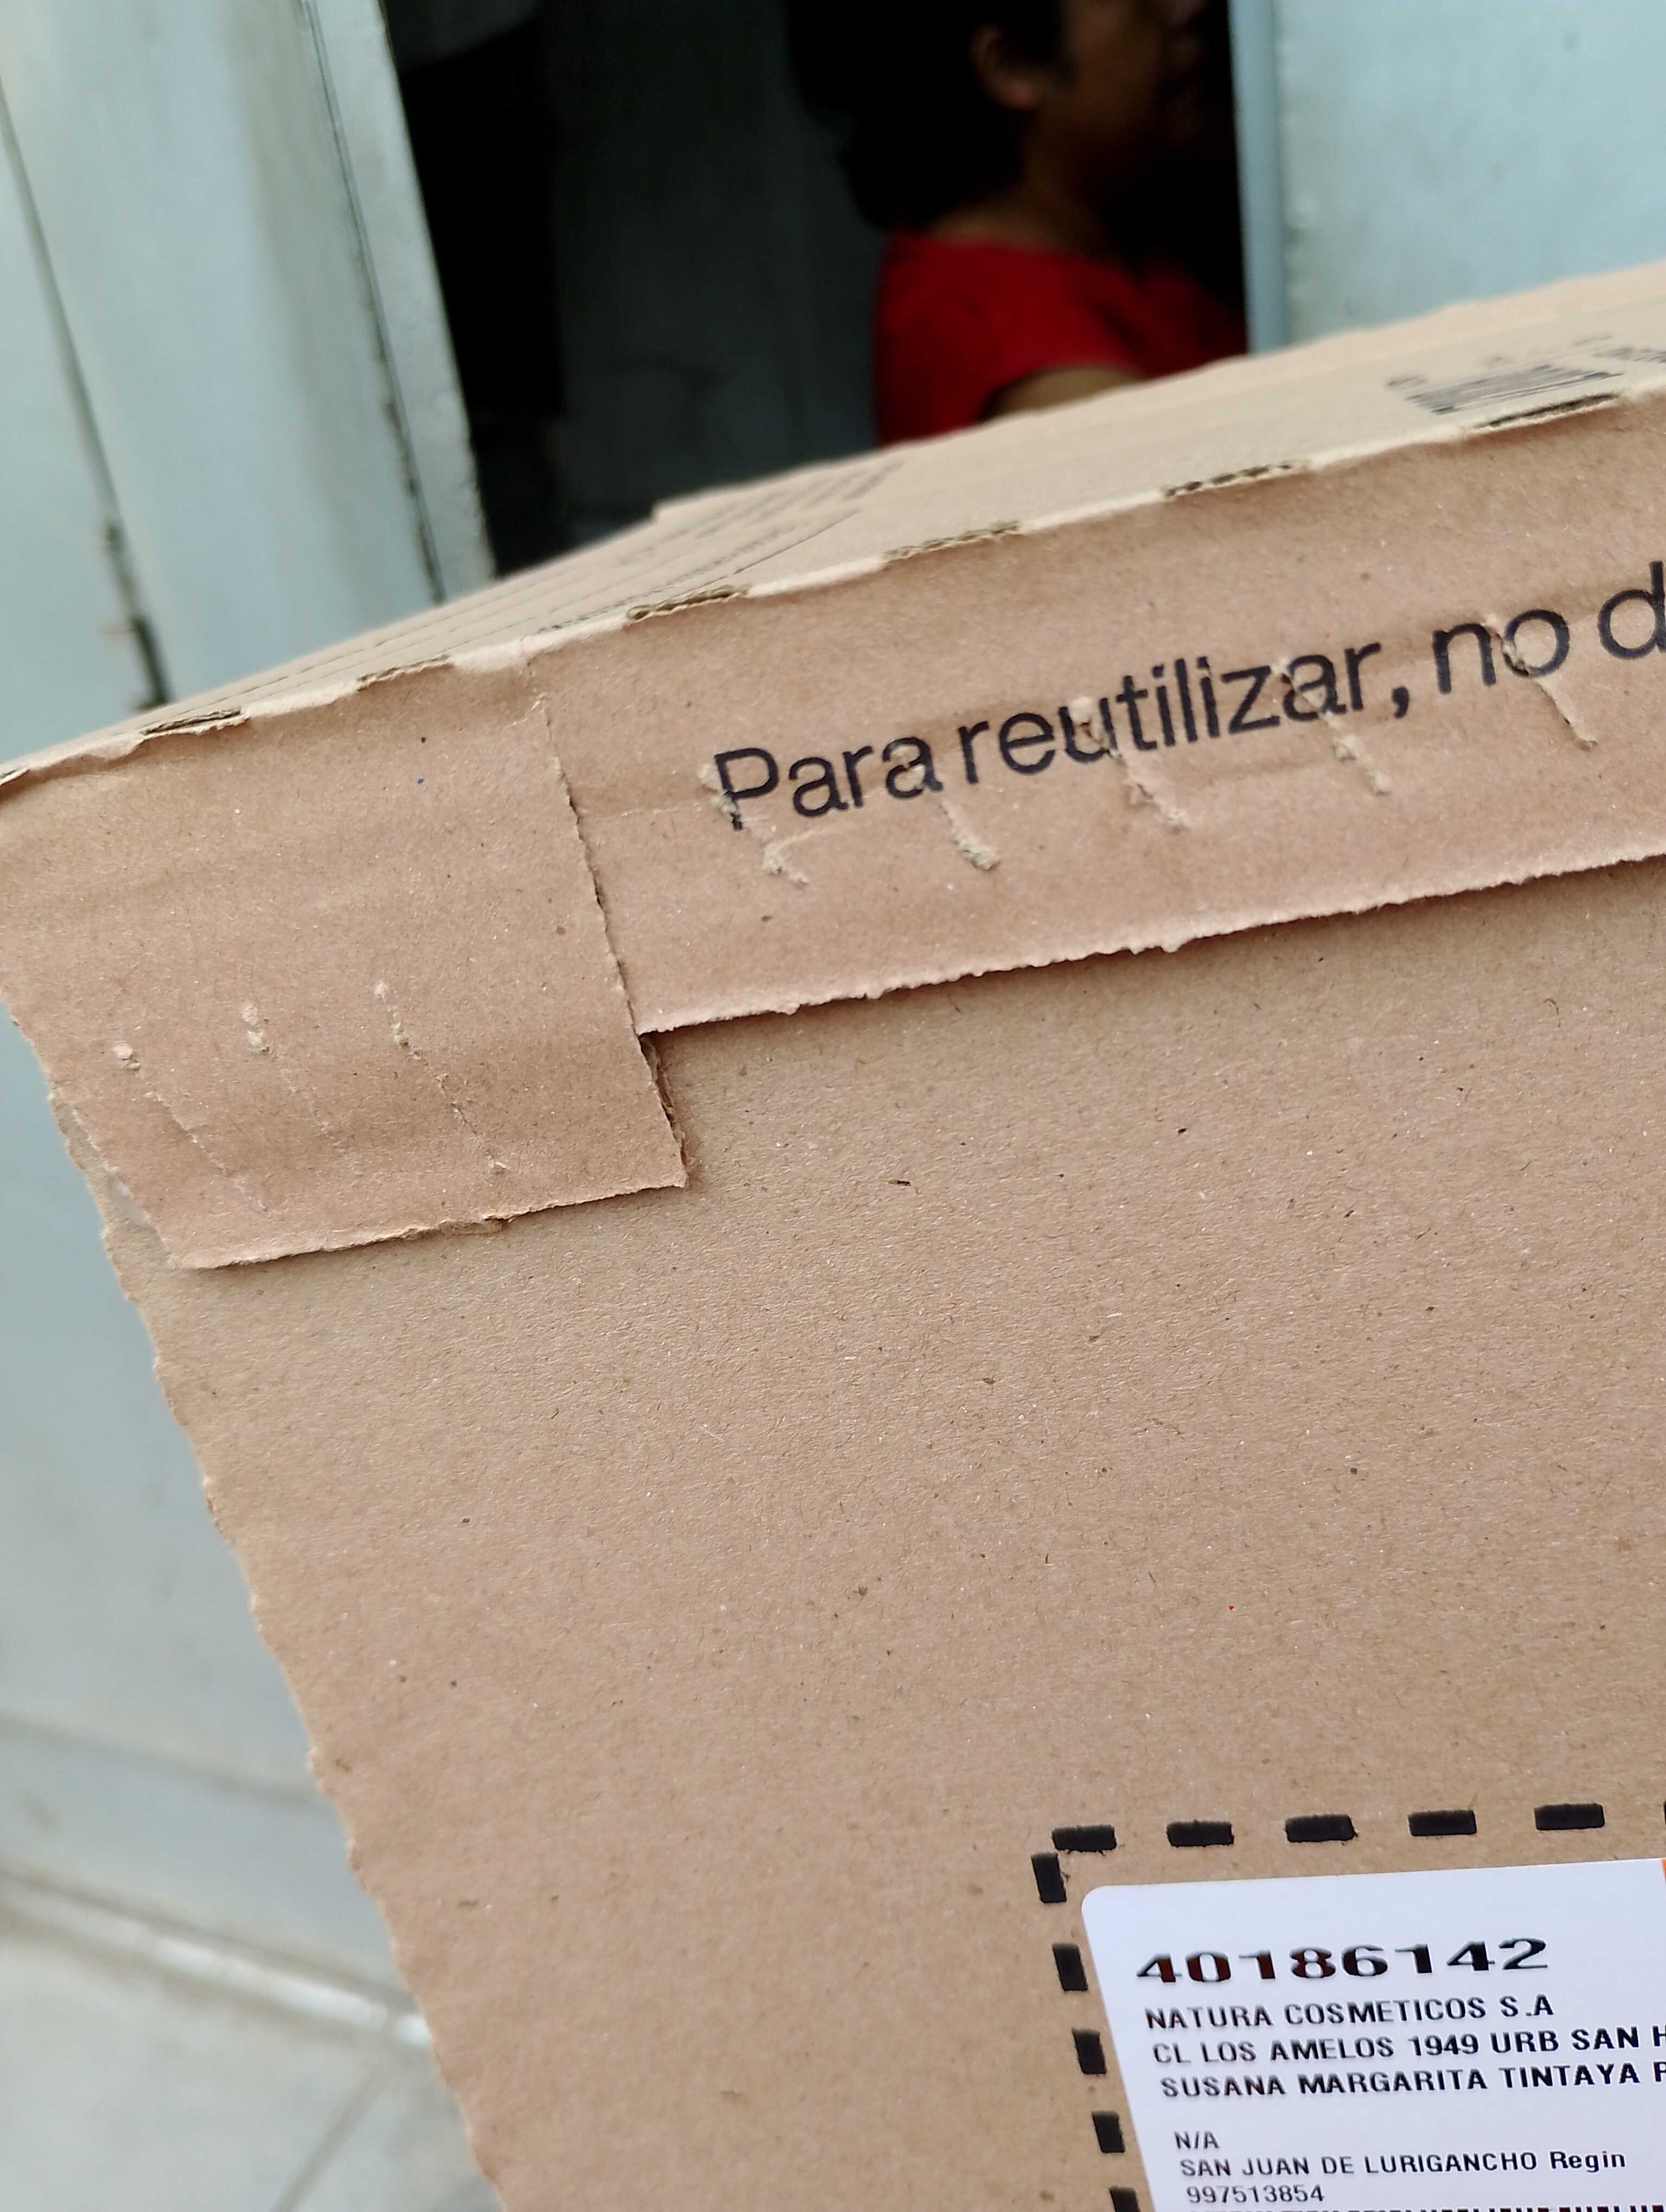 Para reutilizar, no d
40186142
NATURA COSMETICOS S.A
CL LOS AMELOS 1949 URB SAN H
SUSANA MARGARITA TINTAYA
N/A
SAN JUAN DE LURIGANCHO Regin
997513854